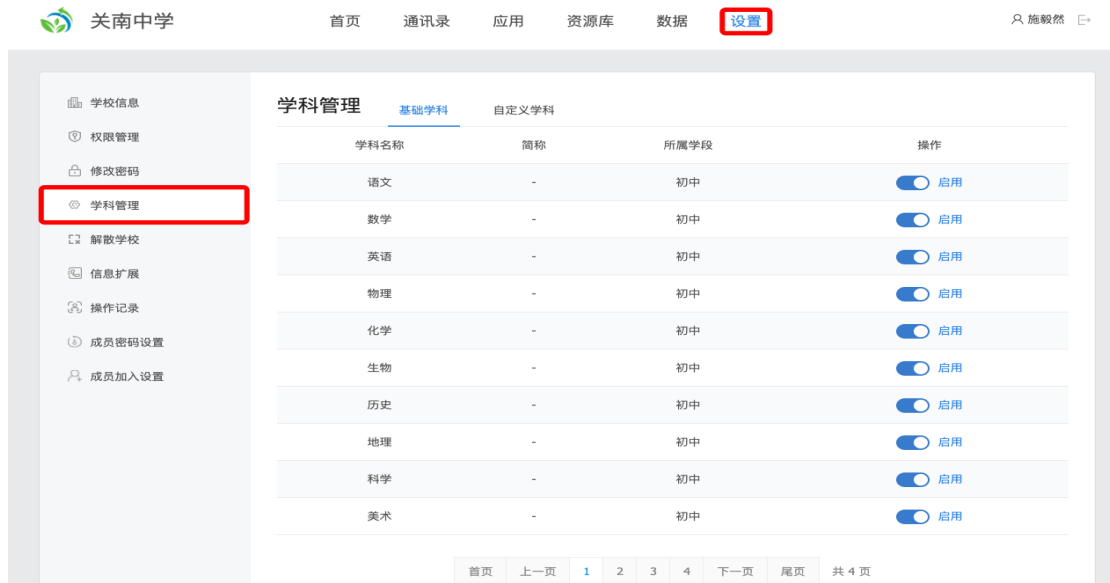 关南中学 首页 通讯录 应用 资源库 数据 设置 施毅然
学校信息
权限管理
修改密码
学科管理
解散学校
信息扩展
操作记录
成员密码设置
成员加入设置
学科管理 基础学科 自定义学科
学科名称 简称 所属学段 操作
语文 - 初中 启用
数学 - 初中 启用
英语 - 初中 启用
物理 - 初中 启用
化学 - 初中 启用
生物 - 初中 启用
历史 - 初中 启用
地理 - 初中 启用
科学 - 初中 启用
美术 - 初中 启用
首页 上一页 1 2 3 4 下一页 尾页 共 4 页